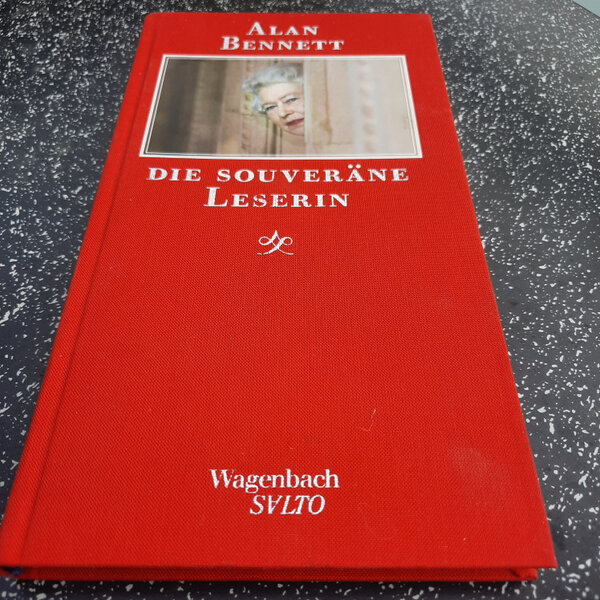 ALAN
BENNETT
DIE SOUVERÄNE
LESERIN
Wagenbach
SALTO